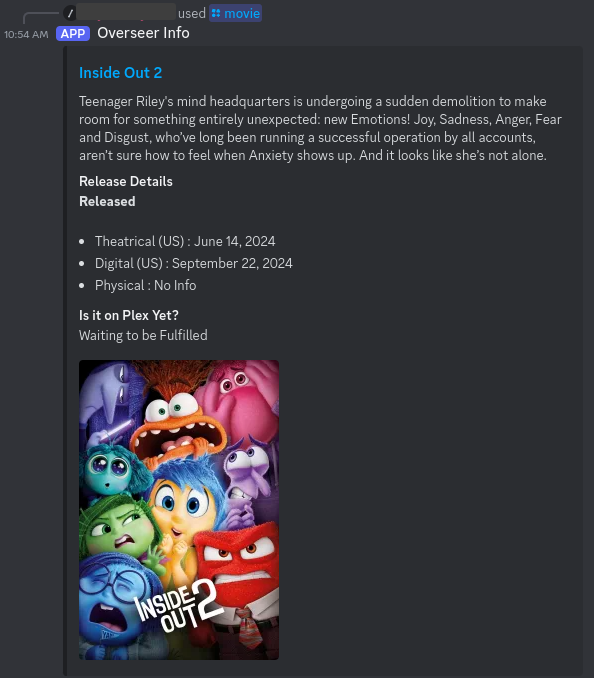 / used movie
10:54 AM APP Overseer Info
Inside Out 2
Teenager Riley's mind headquarters is undergoing a sudden demolition to make
room for something entirely unexpected: new Emotions! Joy, Sadness, Anger, Fear
and Disgust, who've long been running a successful operation by all accounts,
aren't sure how to feel when Anxiety shows up. And it looks like she's not alone.
Release Details
Released
• Theatrical (US) : June 14, 2024
• Digital (US) : September 22, 2024
• Physical : No Info
Is it on Plex Yet?
Waiting to be Fulfilled
INSIDE
OUT 2